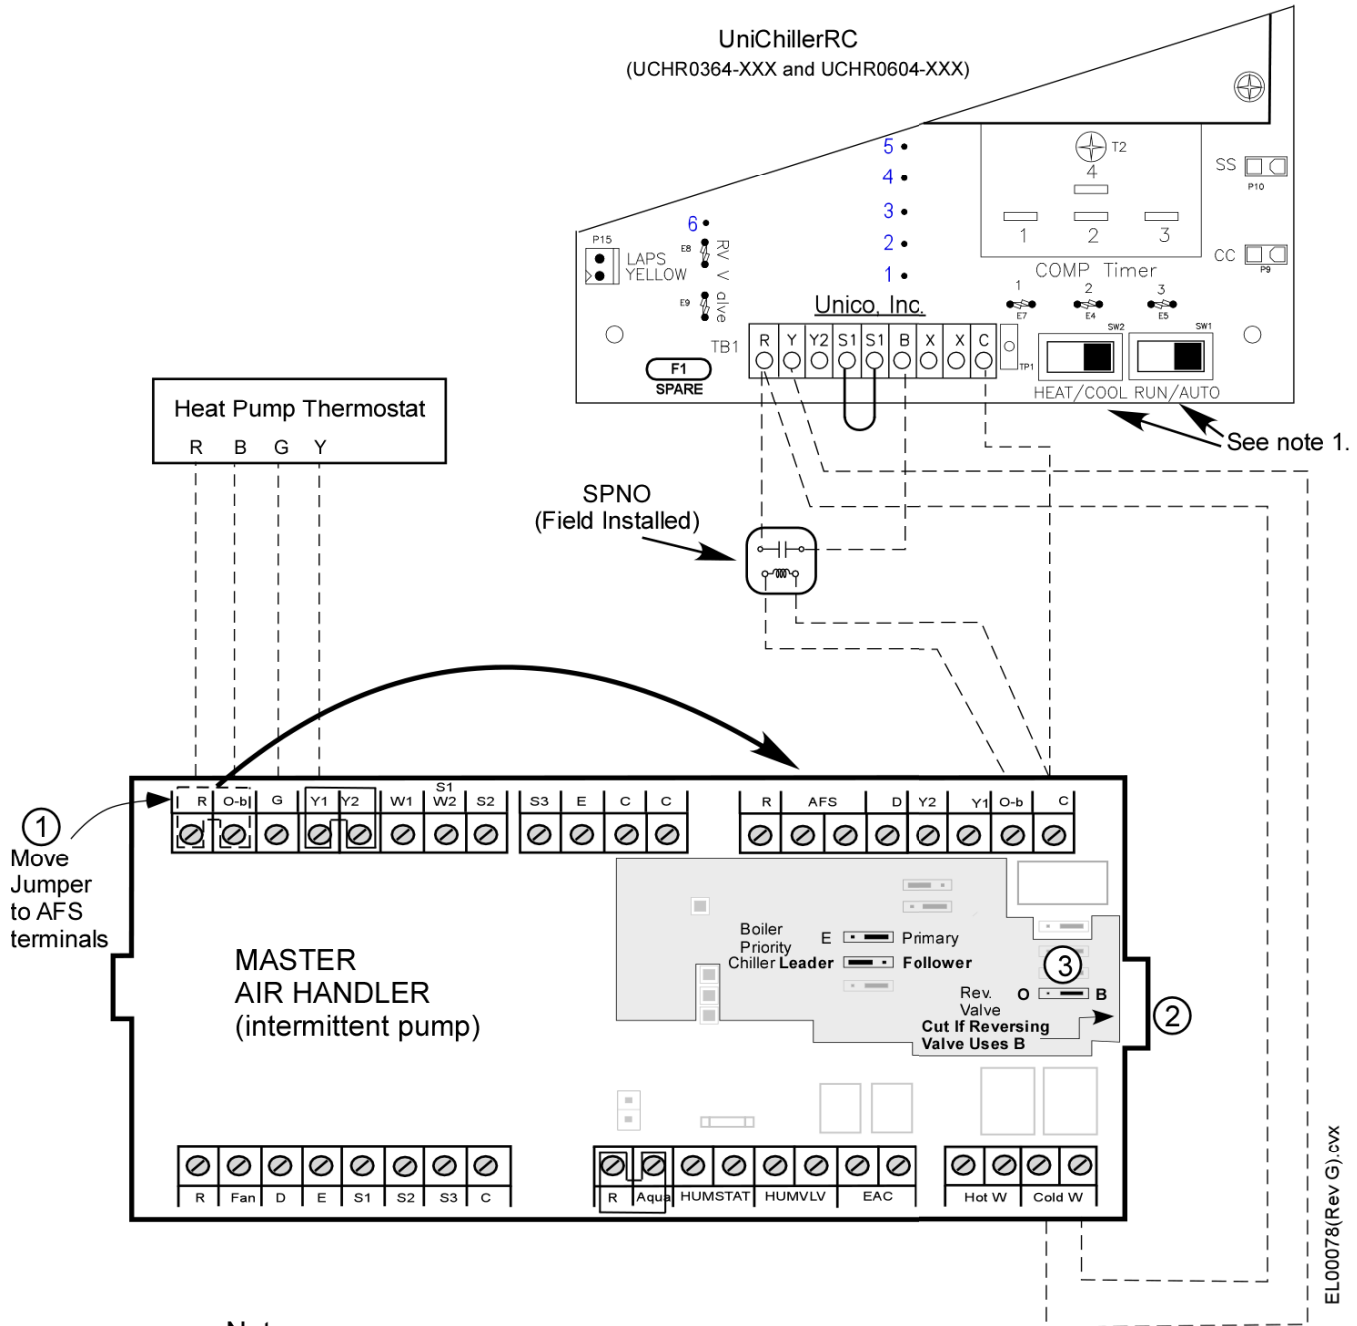 UniChillerRC
(UCHR0364-XXX and UCHR0604-XXX)
5
T2
4
4
SS
P10
3
6
1 2 3
P15
E8
RV
2
LAPS
YELLOW
V
1
COMP Timer
CC
P9
E9
alve
Unico, Inc.
1 2 3
E7 E4 E5
TB1
R Y Y2 S1 S1 B X X C
TP1
SW2
SW1
F1
SPARE
HEAT/COOL RUN/AUTO
See note 1.
Heat Pump Thermostat
R B G Y
SPNO
(Field Installed)
1
Move
Jumper
to AFS
terminals
R O-b G Y1 Y2 W1 S1 W2 S2
S3 E C C
R AFS D Y2 Y1 O-b C
MASTER
AIR HANDLER
(intermittent pump)
Boiler
Priority
E Primary
Chiller Leader Follower
3
Rev.
Valve
O B
Cut If Reversing
Valve Uses B
2
R Fan D E S1 S2 S3 C
R Aqua HUMSTAT HUMVLV EAC
Hot W Cold W
EL00078(Rev G).cvx